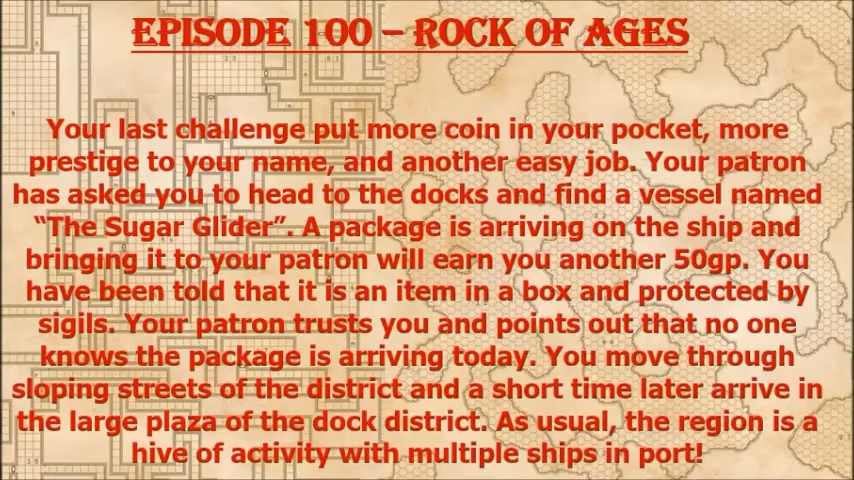 EPISODE 100 – ROCK OF AGES
Your last challenge put more coin in your pocket, more
prestige to your name, and another easy job. Your patron
has asked you to head to the docks and find a vessel named
“The Sugar Glider”. A package is arriving on the ship and
bringing it to your patron will earn you another 50gp. You
have been told that it is an item in a box and protected by
sigils. Your patron trusts you and points out that no one
knows the package is arriving today. You move through
sloping streets of the district and a short time later arrive in
the large plaza of the dock district. As usual, the region is a
hive of activity with multiple ships in port!